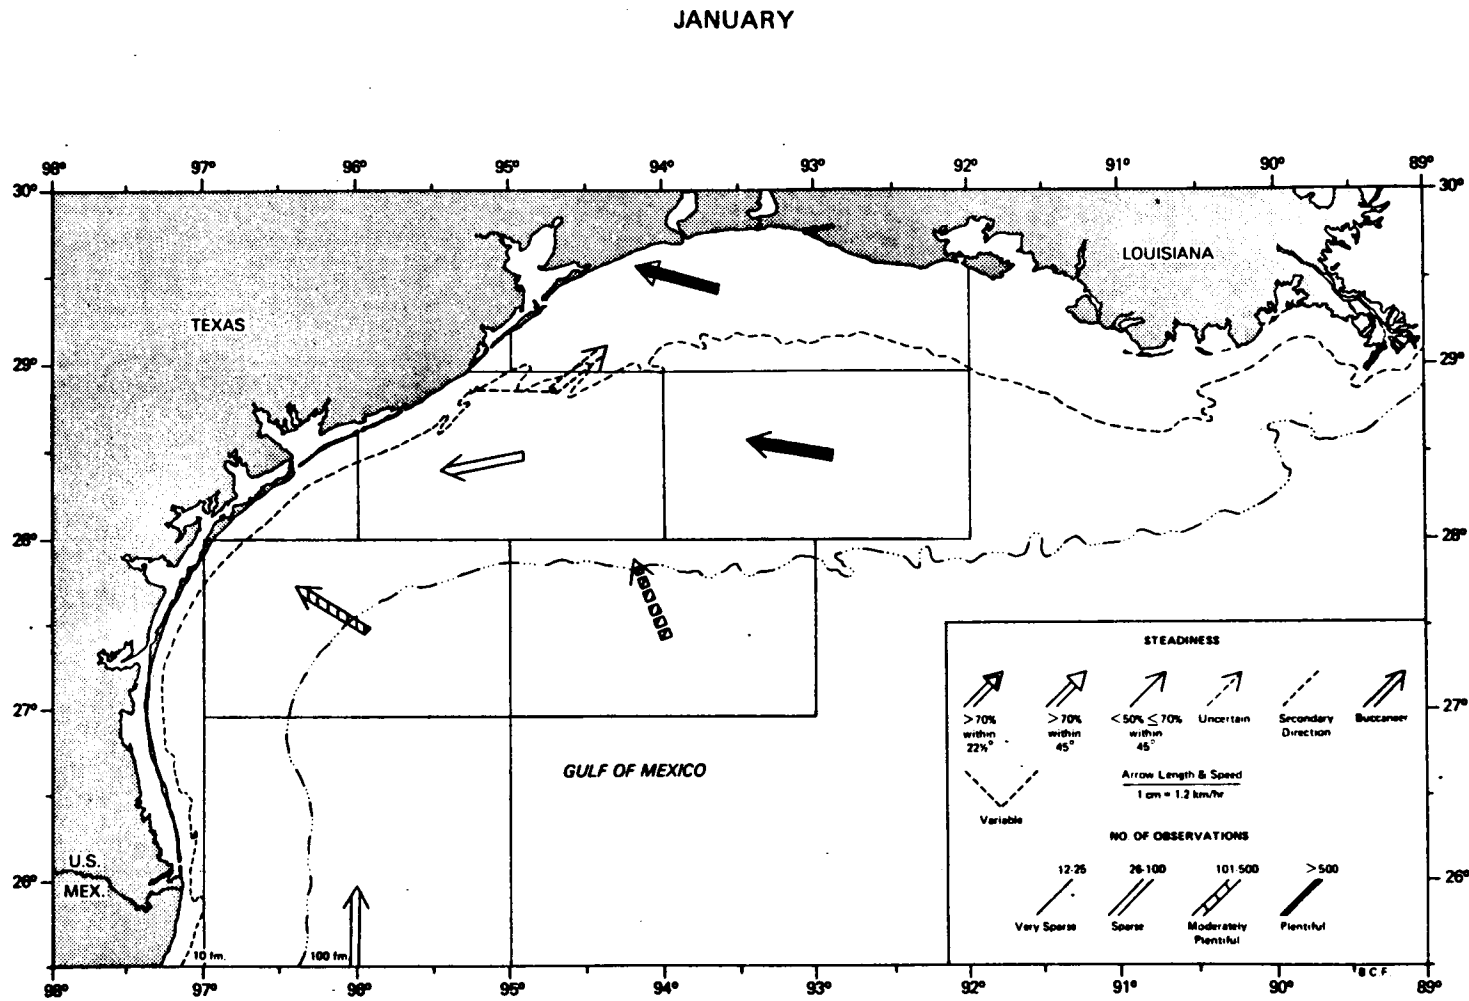 JANUARY
98° 97° 96° 95° 94° 93° 92° 91° 90° 89°
30° 30°
LOUISIANA
TEXAS
29° 29°
28° 28°
STEADINESS
>70% within 22½°
>70% within 45°
<50% ≤70% within 45°
Uncertain
Secondary Direction
Buccaneer
27° 27°
GULF OF MEXICO
Arrow Length & Speed
1 cm = 1.2 km/hr
Variable
NO. OF OBSERVATIONS
U.S.
MEX.
26° 26°
12-25 26-100 101-500 >500
Very Sparse
Sparse
Moderately Plentiful
Plentiful
10 fm. 100 fm.
B.C.F.
98° 97° 96° 95° 94° 93° 92° 91° 90° 89°